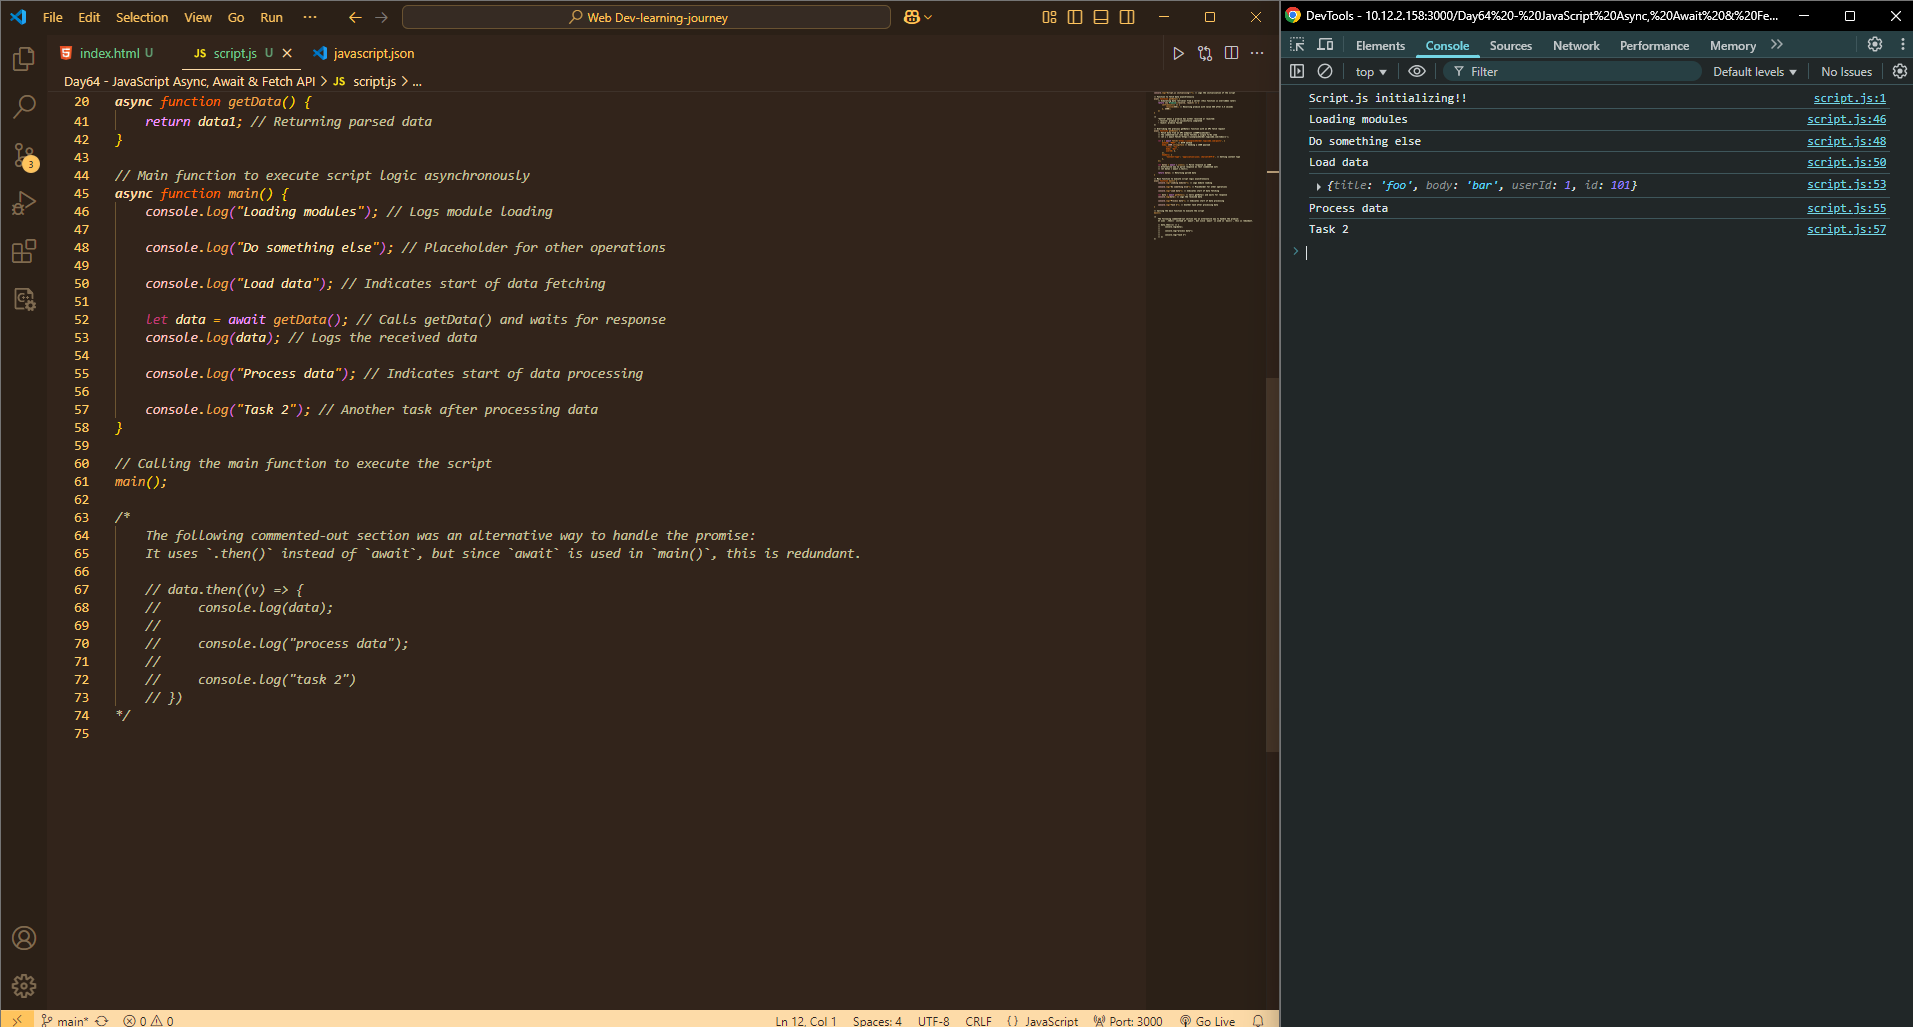 File Edit Selection View Go Run ··· Web Dev-learning-journey
index.html U JS script.js U javascript.json
Day64 - JavaScript Async, Await & Fetch API > JS script.js > ...
20 async function getData() {
41 return data1; // Returning parsed data
42 }
43
44 // Main function to execute script logic asynchronously
45 async function main() {
46 console.log("Loading modules"); // Logs module loading
47
48 console.log("Do something else"); // Placeholder for other operations
49
50 console.log("Load data"); // Indicates start of data fetching
51
52 let data = await getData(); // Calls getData() and waits for response
53 console.log(data); // Logs the received data
54
55 console.log("Process data"); // Indicates start of data processing
56
57 console.log("Task 2"); // Another task after processing data
58 }
59
60 // Calling the main function to execute the script
61 main();
62
63 /*
64 The following commented-out section was an alternative way to handle the promise:
65 It uses `.then()` instead of `await`, but since `await` is used in `main()`, this is redundant.
66
67 // data.then((v) => {
68 // console.log(data);
69 //
70 // console.log("process data");
71 //
72 // console.log("task 2")
73 // })
74 */
75
3
main* 0 0 Ln 12, Col 1 Spaces: 4 UTF-8 CRLF {} JavaScript Port: 3000 Go Live
DevTools - 10.12.2.158:3000/Day64%20-%20JavaScript%20Async,%20Await%20&%20Fe...
Elements Console Sources Network Performance Memory
top Filter Default levels No Issues
Script.js initializing!! script.js:1
Loading modules script.js:46
Do something else script.js:48
Load data script.js:50
{title: 'foo', body: 'bar', userId: 1, id: 101} script.js:53
Process data script.js:55
Task 2 script.js:57